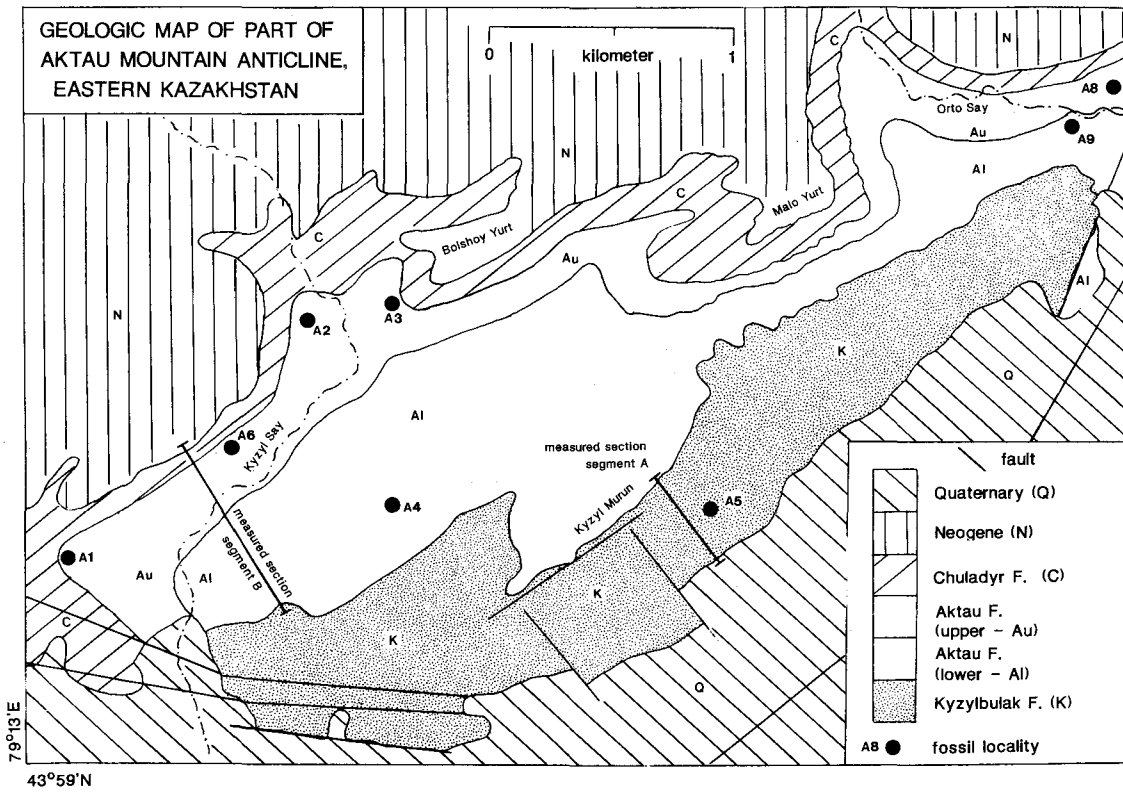 GEOLOGIC MAP OF PART OF
AKTAU MOUNTAIN ANTICLINE,
EASTERN KAZAKHSTAN
0 kilometer 1
C
N
A8
Orto Say
Au
A9
Al
N
C
Malo Yurt
C
Bolshoy Yurt
Au
Al
N
A2
A3
K
Q
Al
A6
Kyzyl Say
measured section
segment A
Kyzyl Murun
A4
A5
measured section
segment B
A1
Au
Al
K
C
K
Q
fault
Quaternary (Q)
Neogene (N)
Chuladyr F. (C)
Aktau F.
(upper - Au)
Aktau F.
(lower - Al)
Kyzylbulak F. (K)
A8 fossil locality
79°13'E
43°59'N